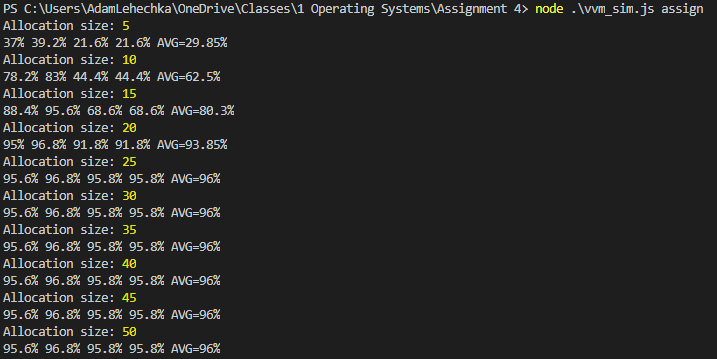 PS C:\Users\AdamLehechka\OneDrive\Classes\1 Operating Systems\Assignment 4> node .\vvm_sim.js assign
Allocation size: 5
37% 39.2% 21.6% 21.6% AVG=29.85%
Allocation size: 10
78.2% 83% 44.4% 44.4% AVG=62.5%
Allocation size: 15
88.4% 95.6% 68.6% 68.6% AVG=80.3%
Allocation size: 20
95% 96.8% 91.8% 91.8% AVG=93.85%
Allocation size: 25
95.6% 96.8% 95.8% 95.8% AVG=96%
Allocation size: 30
95.6% 96.8% 95.8% 95.8% AVG=96%
Allocation size: 35
95.6% 96.8% 95.8% 95.8% AVG=96%
Allocation size: 40
95.6% 96.8% 95.8% 95.8% AVG=96%
Allocation size: 45
95.6% 96.8% 95.8% 95.8% AVG=96%
Allocation size: 50
95.6% 96.8% 95.8% 95.8% AVG=96%